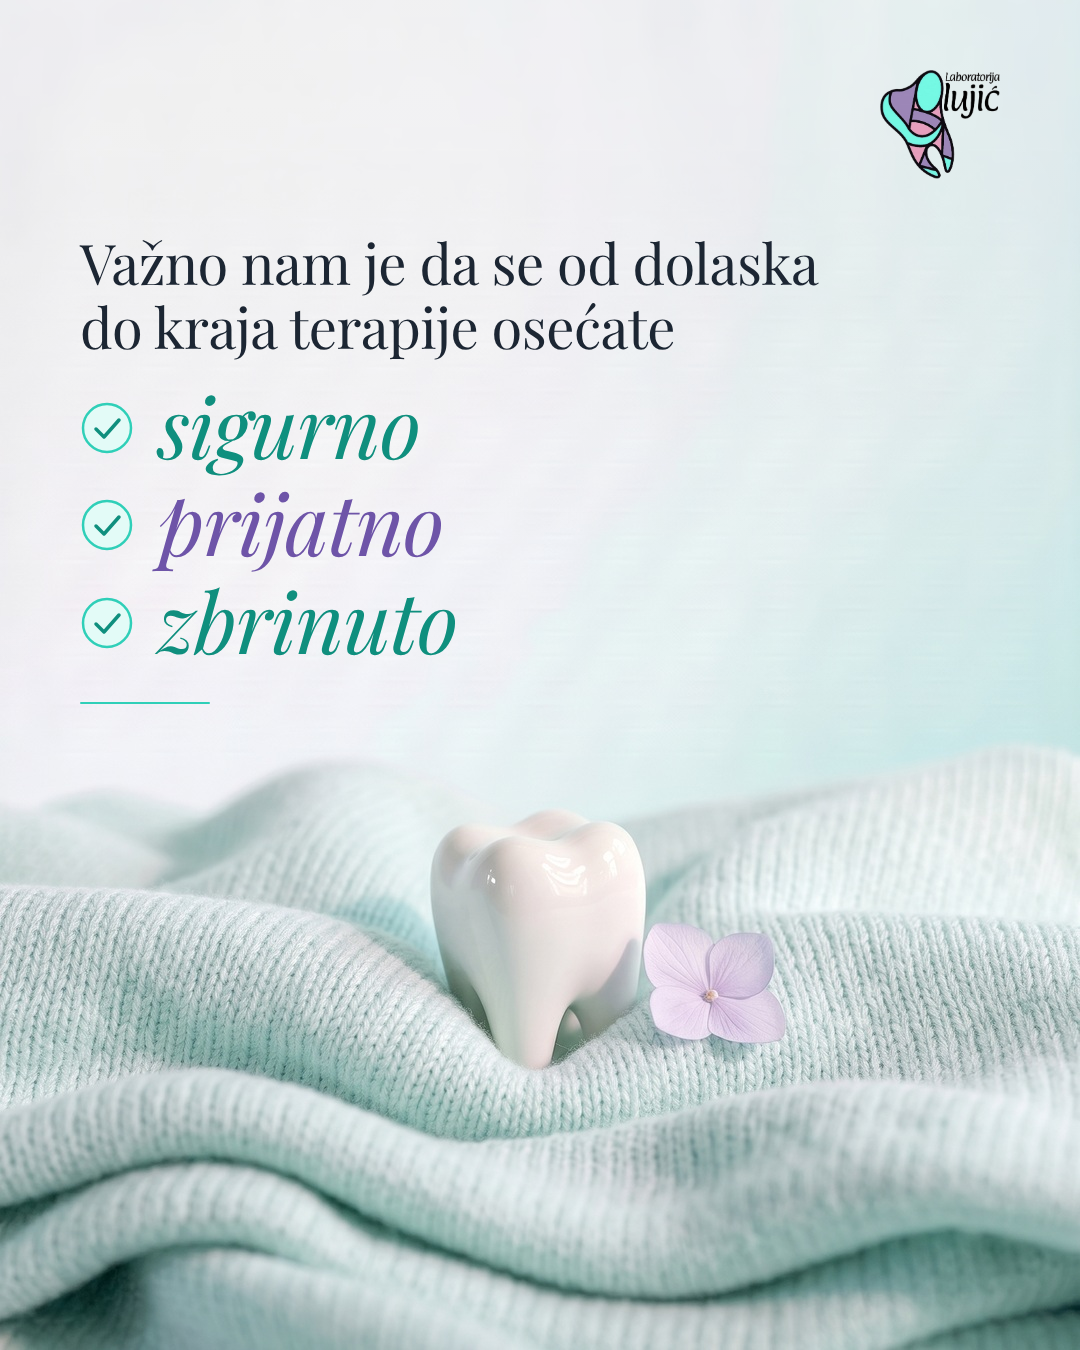 Laboratorija
lujić
Važno nam je da se od dolaska
do kraja terapije osećate
sigurno
prijatno
zbrinuto